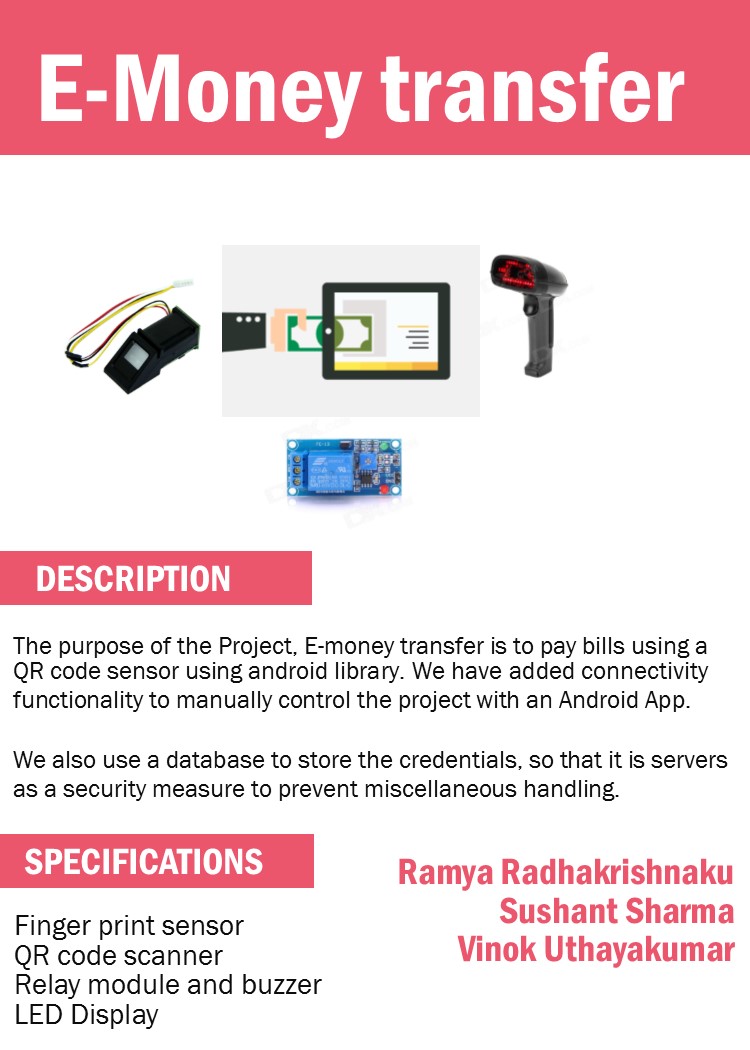 E-Money transfer
DESCRIPTION
The purpose of the Project, E-money transfer is to pay bills using a
QR code sensor using android library. We have added connectivity
functionality to manually control the project with an Android App.
We also use a database to store the credentials, so that it is servers
as a security measure to prevent miscellaneous handling.
SPECIFICATIONS
Ramya Radhakrishnaku
Sushant Sharma
Vinok Uthayakumar
Finger print sensor
QR code scanner
Relay module and buzzer
LED Display